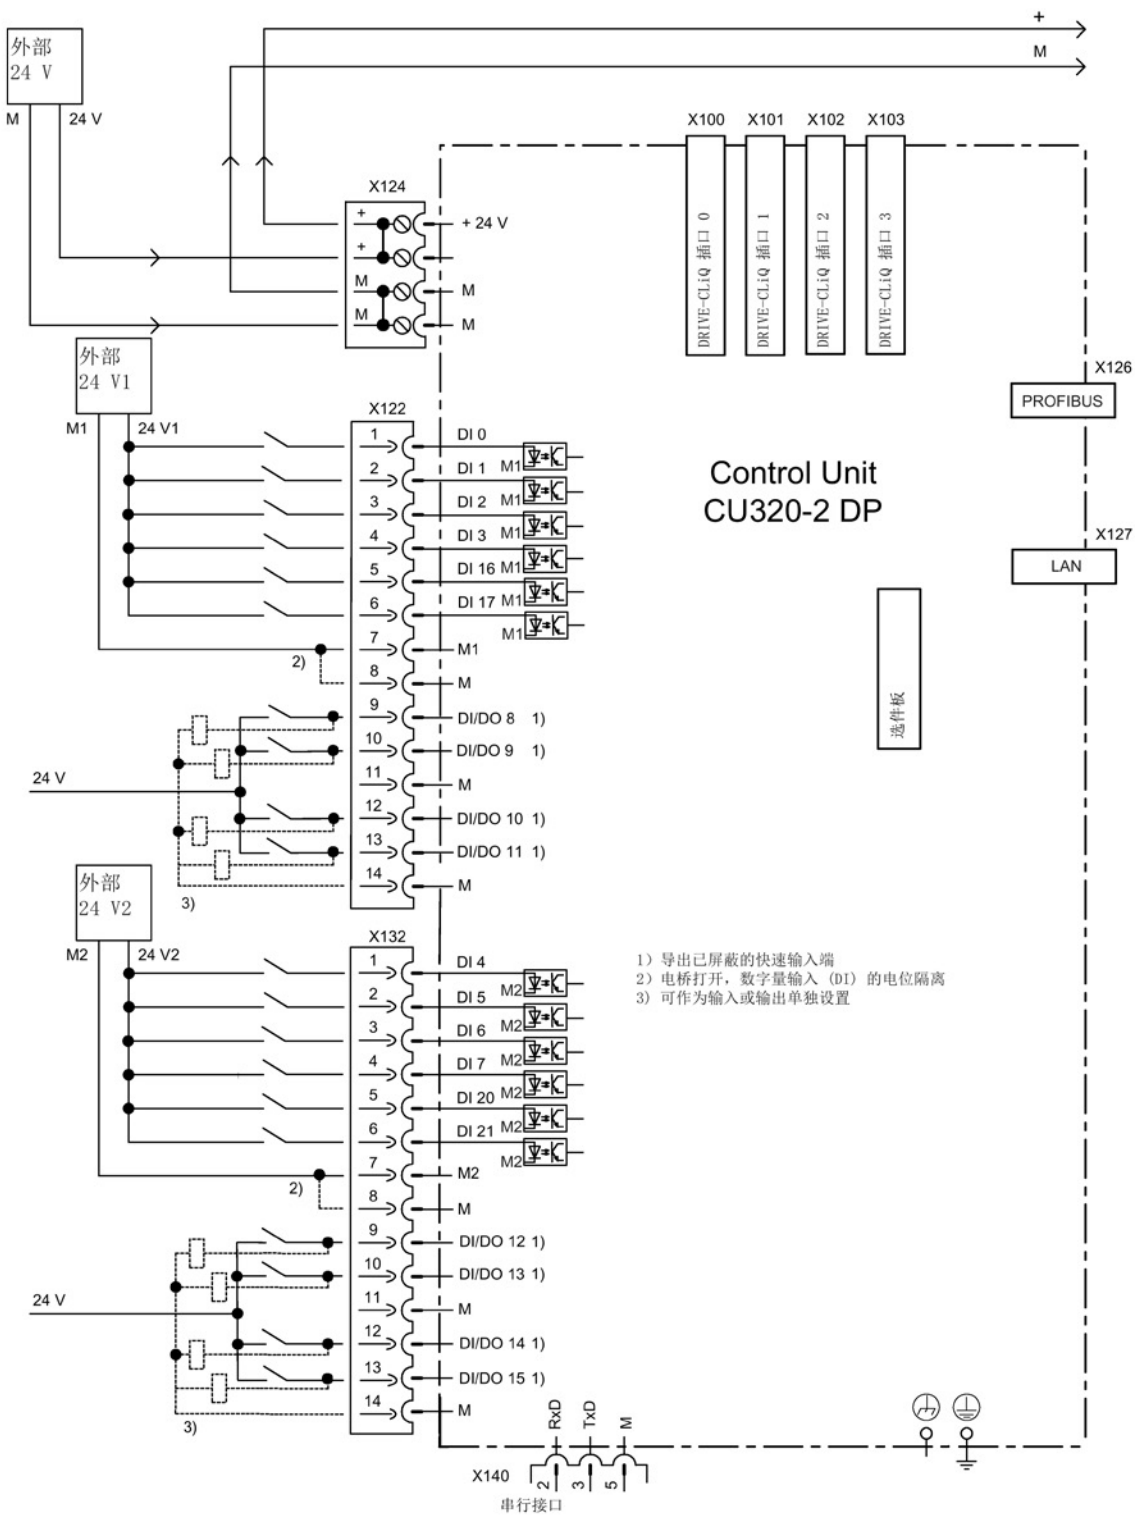 +
M
外部
24 V
M 24 V
X100 X101 X102 X103
DRIVE-CLiQ 插口 0
DRIVE-CLiQ 插口 1
DRIVE-CLiQ 插口 2
DRIVE-CLiQ 插口 3
X124
+ + 24 V
+
M M
M M
外部
24 V1
M1 24 V1
X126
PROFIBUS
X127
LAN
Control Unit
CU320-2 DP
选件板
X122
1 DI 0 M1
2 DI 1 M1
3 DI 2 M1
4 DI 3 M1
5 DI 16 M1
6 DI 17 M1
7 M1
2)
8 M
9 DI/DO 8 1)
10 DI/DO 9 1)
24 V
11 M
12 DI/DO 10 1)
13 DI/DO 11 1)
14 M
3)
外部
24 V2
M2 24 V2
X132
1 DI 4 M2
2 DI 5 M2
3 DI 6 M2
4 DI 7 M2
5 DI 20 M2
6 DI 21 M2
7 M2
2)
8 M
9 DI/DO 12 1)
10 DI/DO 13 1)
24 V
11 M
12 DI/DO 14 1)
13 DI/DO 15 1)
14 M
3)
1) 导出已屏蔽的快速输入端
2) 电桥打开，数字量输入 (DI) 的电位隔离
3) 可作为输入或输出单独设置
RxD TxD M
X140 2 3 5
串行接口